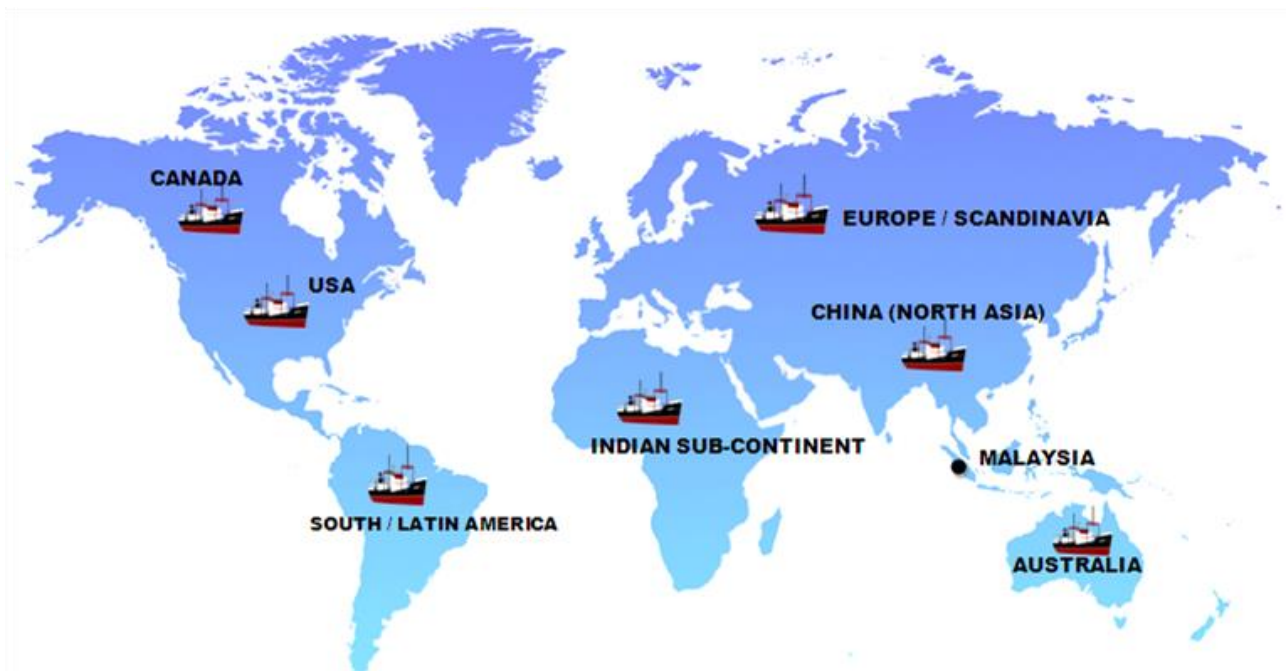 CANADA
EUROPE / SCANDINAVIA
USA
CHINA (NORTH ASIA)
INDIAN SUB-CONTINENT
MALAYSIA
SOUTH / LATIN AMERICA
AUSTRALIA